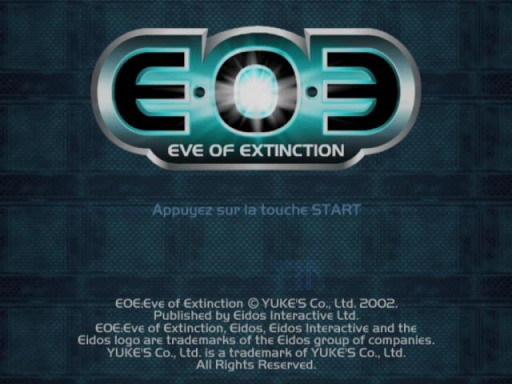 E·O·E
EVE OF EXTINCTION
Appuyez sur la touche START
EOE:Eve of Extinction © YUKE'S Co., Ltd. 2002.
Published by Eidos Interactive Ltd.
EOE:Eve of Extinction, Eidos, Eidos Interactive and the
Eidos logo are trademarks of the Eidos group of companies.
YUKE'S Co., Ltd. is a trademark of YUKE'S Co., Ltd.
All Rights Reserved.